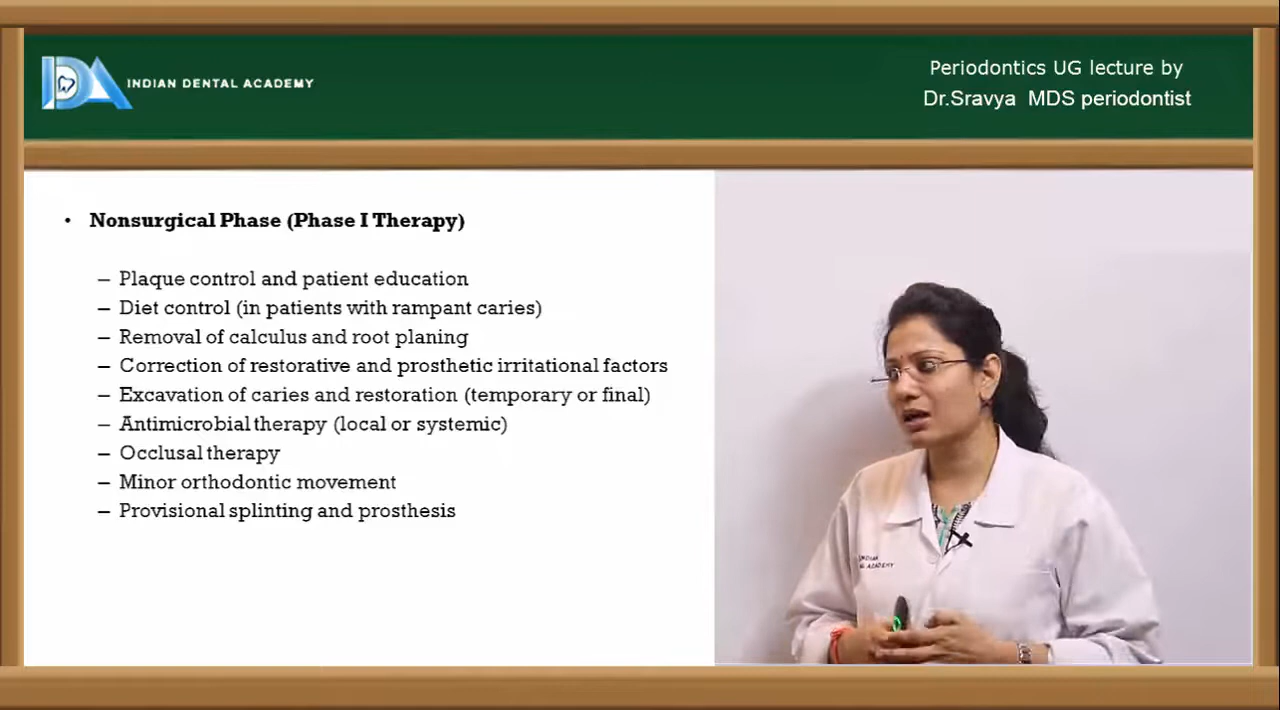 INDIAN DENTAL ACADEMY
Periodontics UG lecture by
Dr.Sravya MDS periodontist
• Nonsurgical Phase (Phase I Therapy)
– Plaque control and patient education
– Diet control (in patients with rampant caries)
– Removal of calculus and root planing
– Correction of restorative and prosthetic irritational factors
– Excavation of caries and restoration (temporary or final)
– Antimicrobial therapy (local or systemic)
– Occlusal therapy
– Minor orthodontic movement
– Provisional splinting and prosthesis
INDIAN
ACADEMY